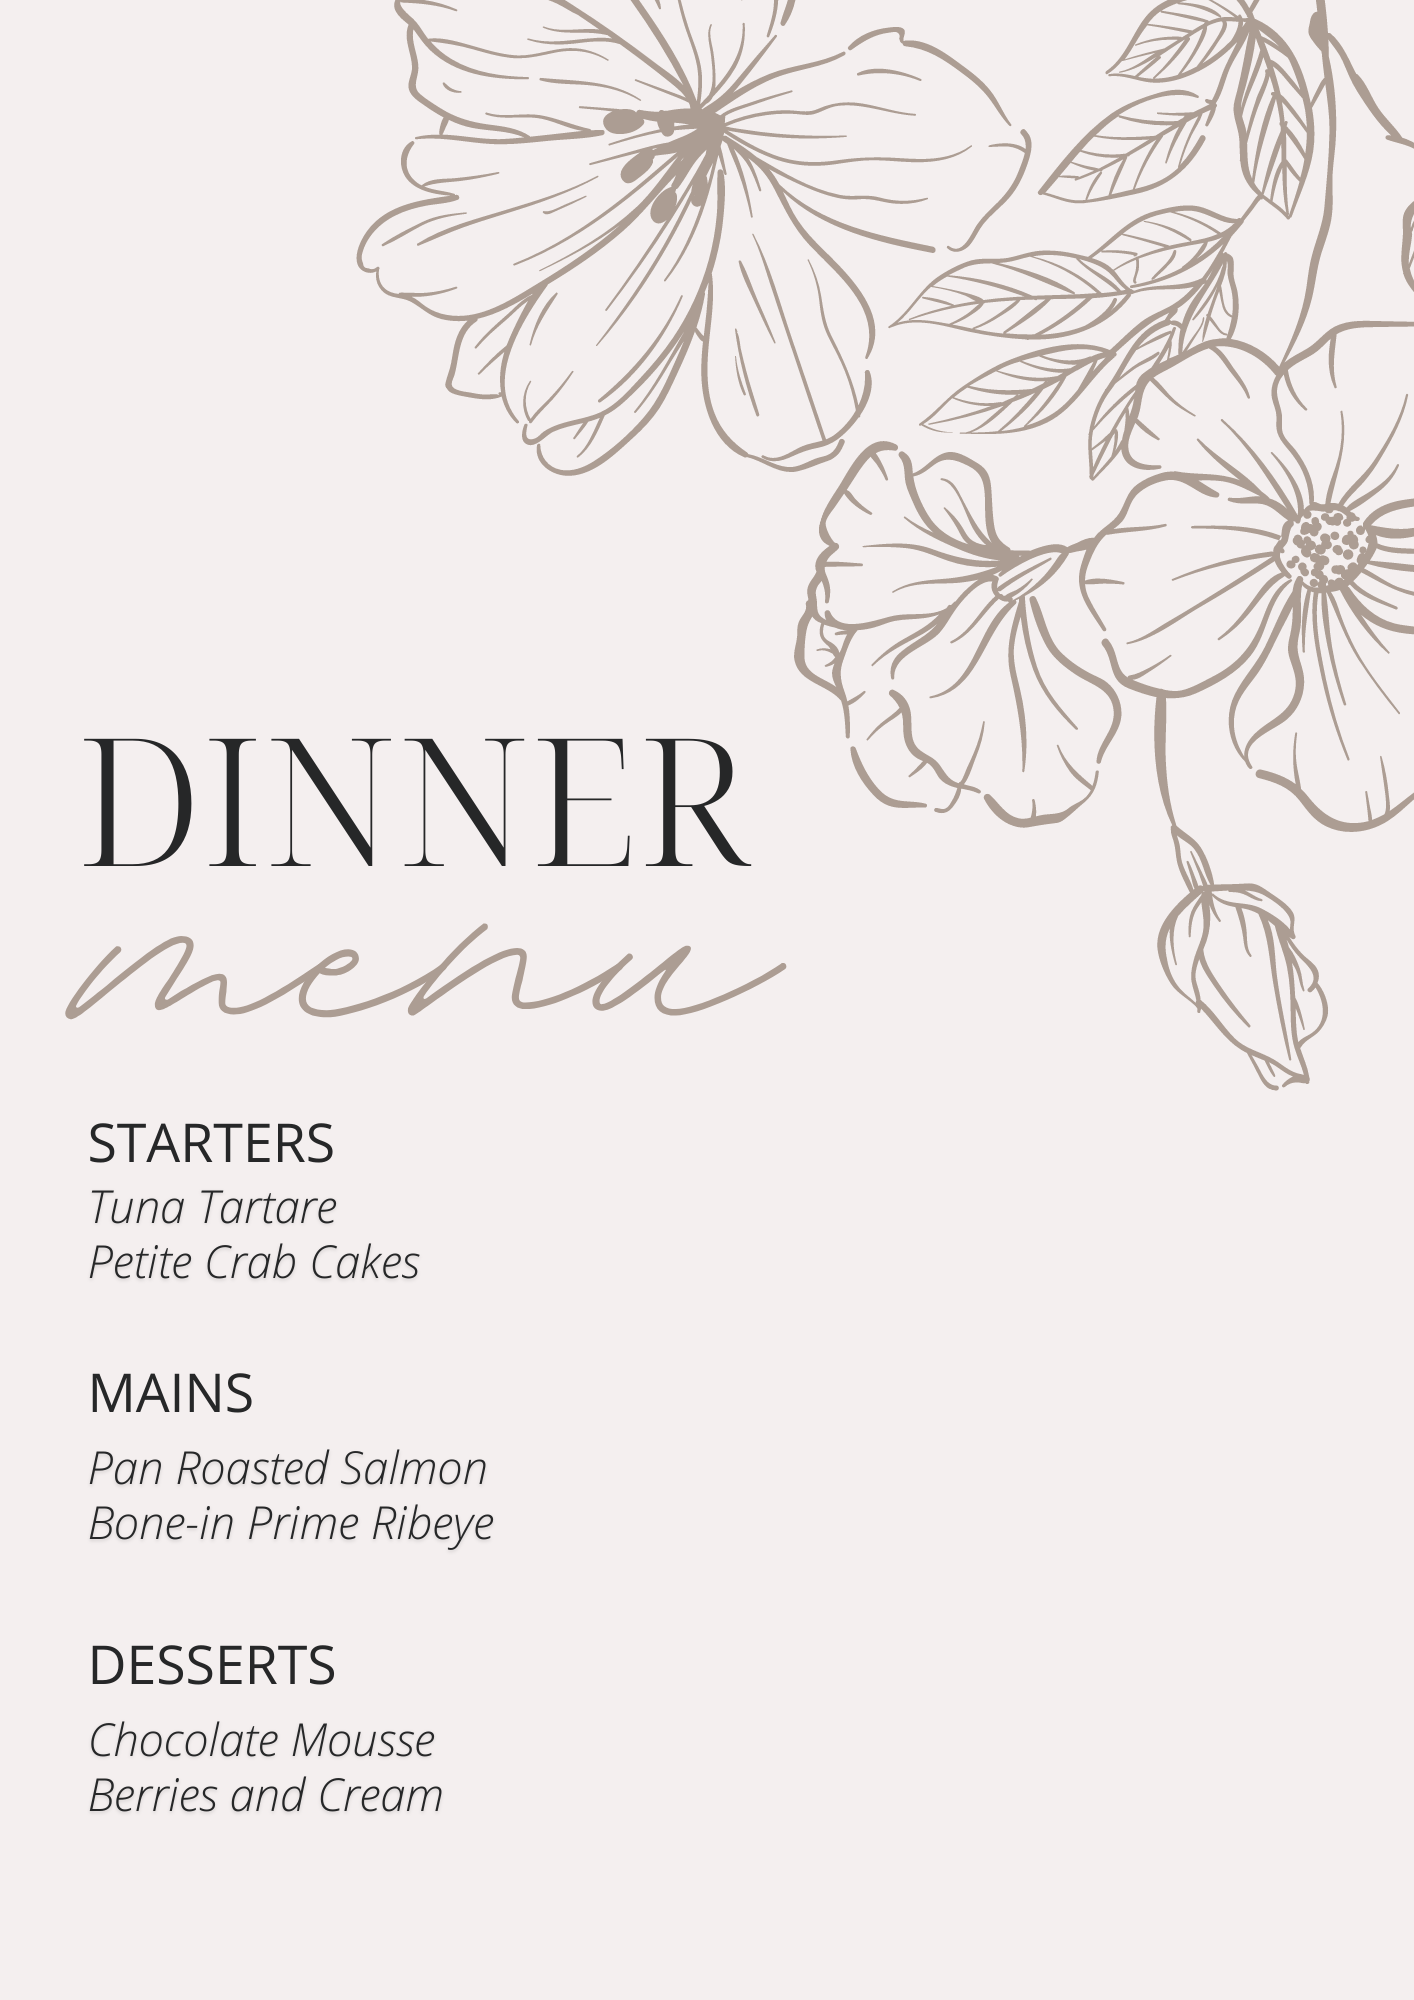 DINNER
menu
STARTERS
Tuna Tartare
Petite Crab Cakes
MAINS
Pan Roasted Salmon
Bone-in Prime Ribeye
DESSERTS
Chocolate Mousse
Berries and Cream